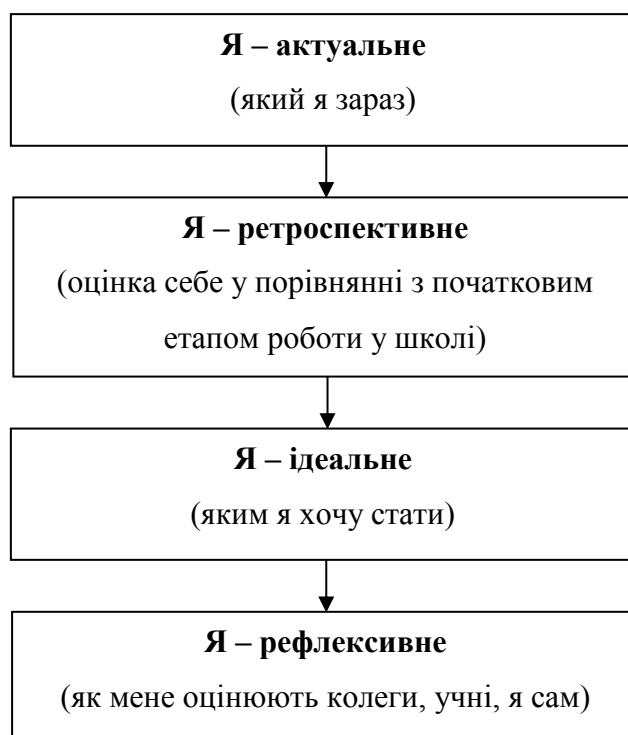 Я – актуальне
(який я зараз)
Я – ретроспективне
(оцінка себе у порівнянні з початковим
етапом роботи у школі)
Я – ідеальне
(яким я хочу стати)
Я – рефлексивне
(як мене оцінюють колеги, учні, я сам)